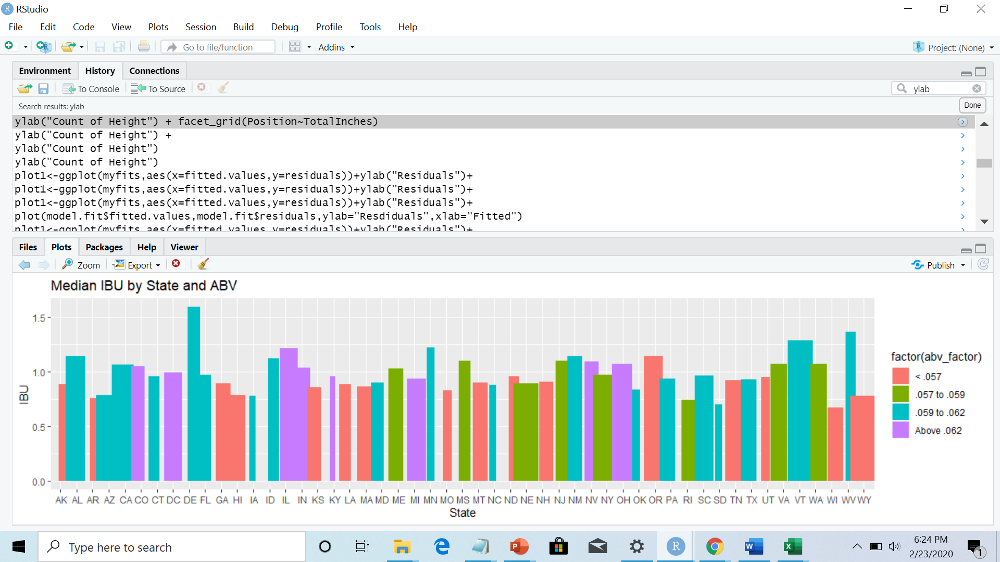 RStudio
File Edit Code View Plots Session Build Debug Profile Tools Help
Go to file/function Addins Project: (None)
Environment History Connections
To Console To Source ylab
Search results: ylab Done
ylab("Count of Height") + facet_grid(Position~TotalInches)
ylab("Count of Height") +
ylab("Count of Height")
ylab("Count of Height")
plot1<-ggplot(myfits,aes(x=fitted.values,y=residuals))+ylab("Residuals")+
plot1<-ggplot(myfits,aes(x=fitted.values,y=residuals))+ylab("Residuals")+
plot1<-ggplot(myfits,aes(x=fitted.values,y=residuals))+ylab("Residuals")+
plot(model.fit$fitted.values,model.fit$residuals,ylab="Resdiduals",xlab="Fitted")
plot1<-ggplot(myfits,aes(x=fitted.values,y=residuals))+ylab("Residuals")+
Files Plots Packages Help Viewer
Zoom Export Publish
Median IBU by State and ABV
1.5
1.0
0.5
0.0
IBU
AK AL AR AZ CA CO CT DC DE FL GA HI IA ID IL IN KS KY LA MA MD ME MI MN MO MS MT NC ND NE NH NJ NM NV NY OH OK OR PA RI SC SD TN TX UT VA VT WA WI WV WY
State
factor(abv_factor)
< .057
.057 to .059
.059 to .062
Above .062
Type here to search
6:24 PM
2/23/2020
1